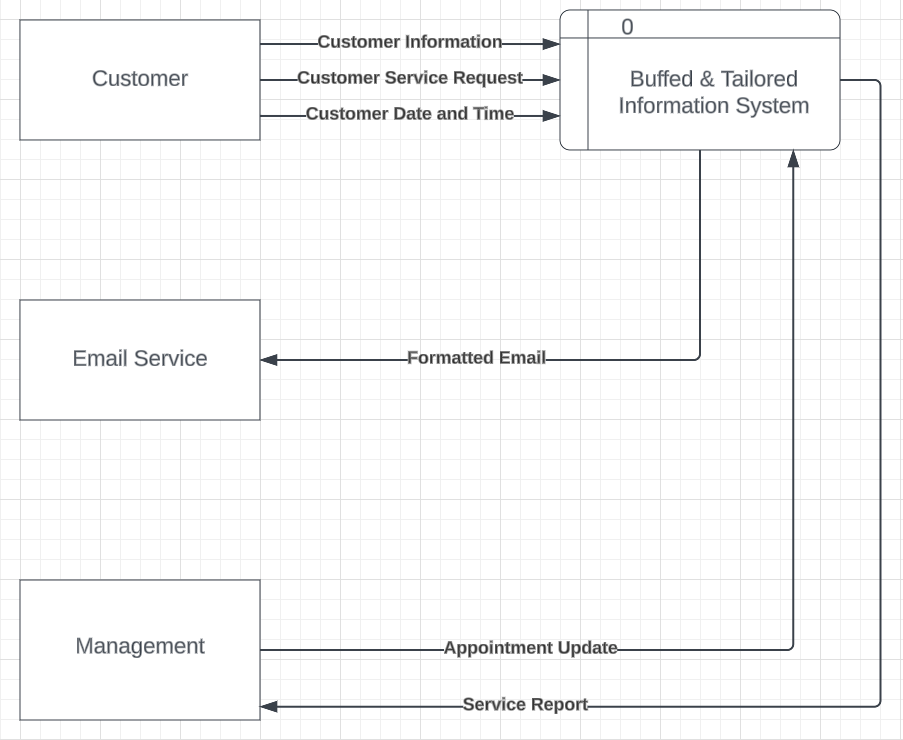 Customer
Customer Information
Customer Service Request
Customer Date and Time
0
Buffed & Tailored
Information System
Email Service
Formatted Email
Management
Appointment Update
Service Report